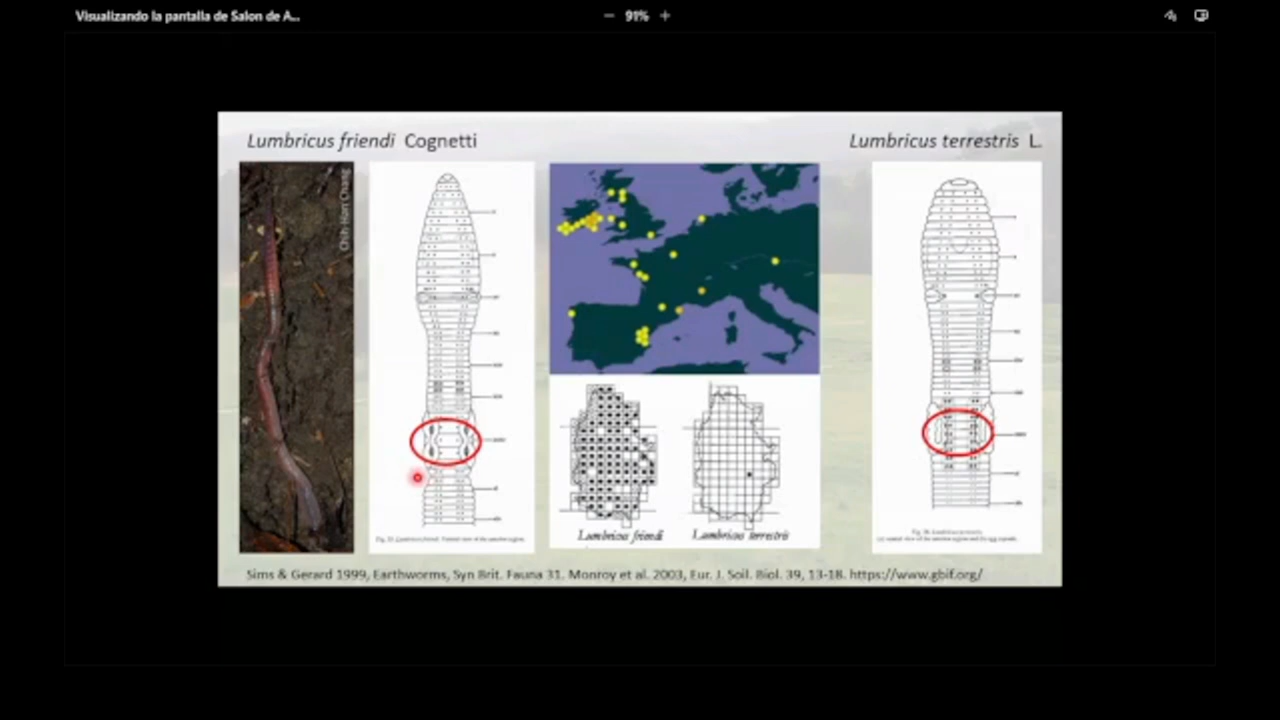 Visualizando la pantalla de Salon de A...
91%
Lumbricus friendi Cognetti
Lumbricus terrestris L.
Chih-Han Chang
Lumbricus friendi
Lumbricus terrestris
Sims & Gerard 1999, Earthworms, Syn Brit. Fauna 31. Monroy et al. 2003, Eur. J. Soil. Biol. 39, 13-18. https://www.gbif.org/